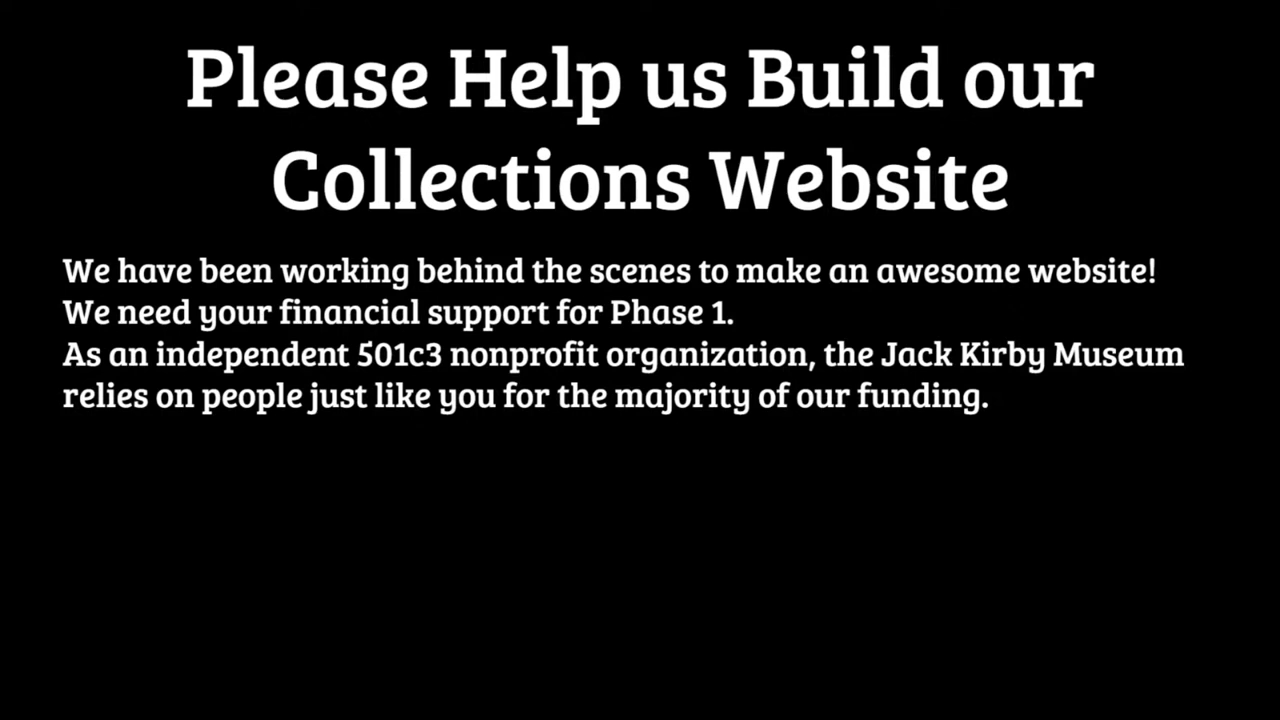 Please Help us Build our
Collections Website
We have been working behind the scenes to make an awesome website!
We need your financial support for Phase 1.
As an independent 501c3 nonprofit organization, the Jack Kirby Museum
relies on people just like you for the majority of our funding.